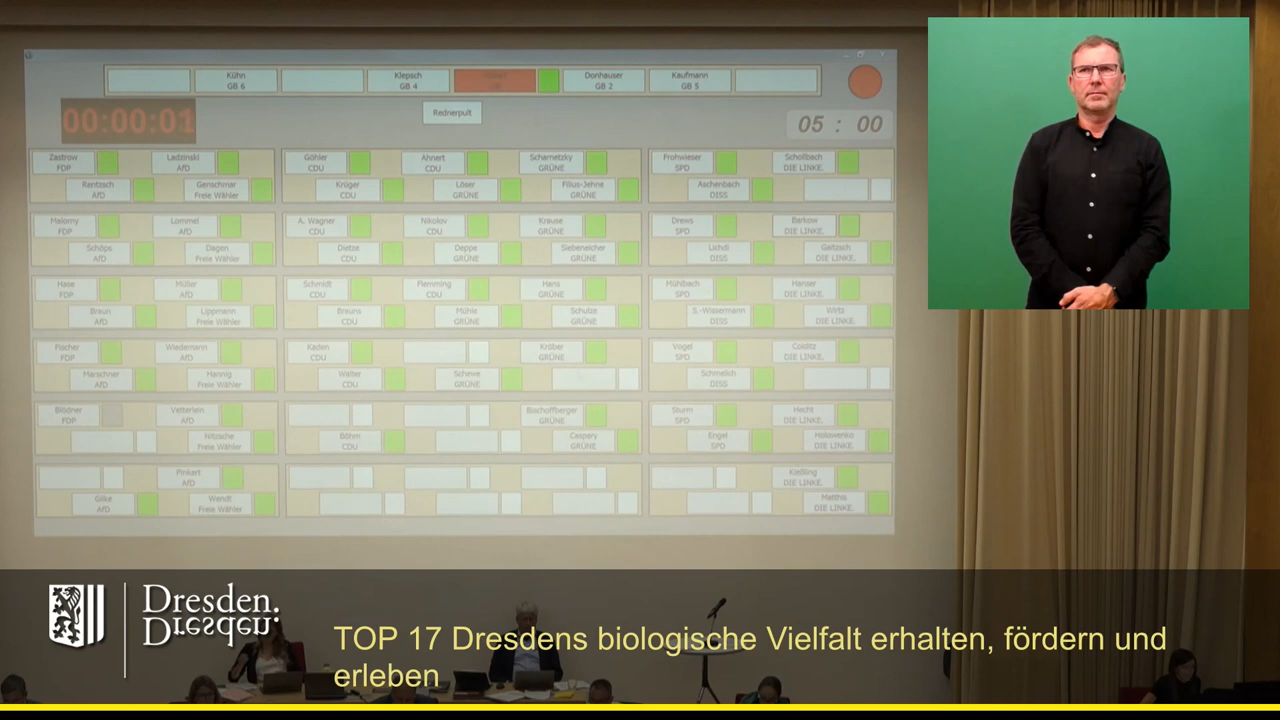 Kühn Klepsch Donhauser Kaufmann
GB 6 GB 4 GB 2 GB 5
00:00:01 Rednerpult 05 : 00
Zastrow Ladzinski Göhler Ahnert Scharnetzky Frohwieser Schollbach
FDP AfD CDU CDU GRÜNE SPD DIE LINKE.
Rentzsch Genschmar Krüger Löser Filius-Jehne Aschenbach
AfD Freie Wähler CDU GRÜNE GRÜNE DISS
Malorny Lommel A. Wagner Nikolov Krause Drews Barkow
FDP AfD CDU CDU GRÜNE SPD DIE LINKE.
Schöps Dagen Dietze Deppe Siebeneicher Lichdi Gaitzsch
AfD Freie Wähler CDU GRÜNE GRÜNE DISS DIE LINKE.
Hase Müller Schmidt Flemming Hans Mühlbach Hanser
FDP AfD CDU CDU GRÜNE SPD DIE LINKE.
Braun Lippmann Brauns Mühle Schulze S.-Wissermann Wirtz
AfD Freie Wähler CDU GRÜNE GRÜNE DISS DIE LINKE.
Fischer Wiedemann Kaden Kröber Vogel Colditz
FDP AfD CDU GRÜNE SPD DIE LINKE.
Marschner Hannig Walter Schewe Schmelich
AfD Freie Wähler CDU GRÜNE DISS
Blödner Vetterlein Bischoffberger Sturm Hecht
FDP AfD GRÜNE SPD DIE LINKE.
Nitzsche Böhm Caspary Engel Holowenko
Freie Wähler CDU GRÜNE SPD DIE LINKE.
Pinkert Kießling
AfD DIE LINKE.
Gilke Wendt Matthis
AfD Freie Wähler DIE LINKE.
Dresden.
Dresden.
TOP 17 Dresdens biologische Vielfalt erhalten, fördern und
erleben